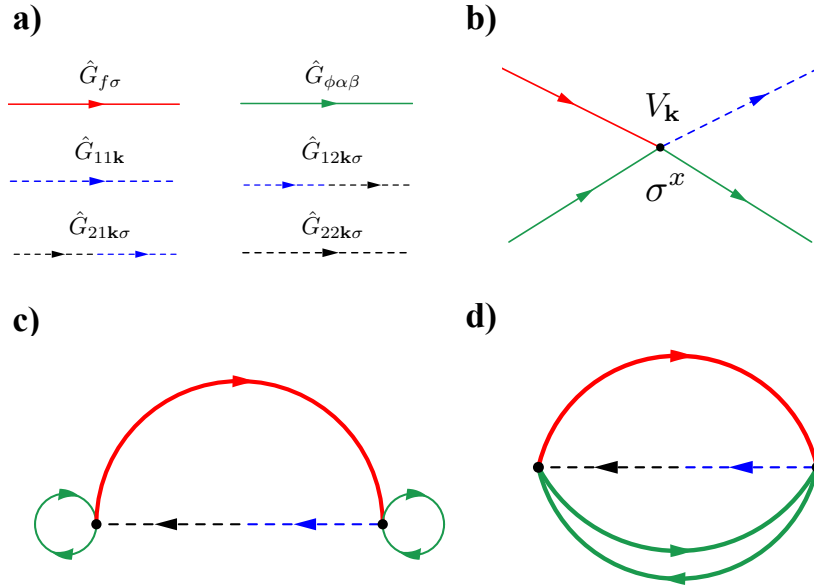 a)
b)
Ĝ_{fσ}
Ĝ_{ϕαβ}
Ĝ_{11𝐤}
Ĝ_{12𝐤σ}
Ĝ_{21𝐤σ}
Ĝ_{22𝐤σ}
V_𝐤
σ^x
c)
d)